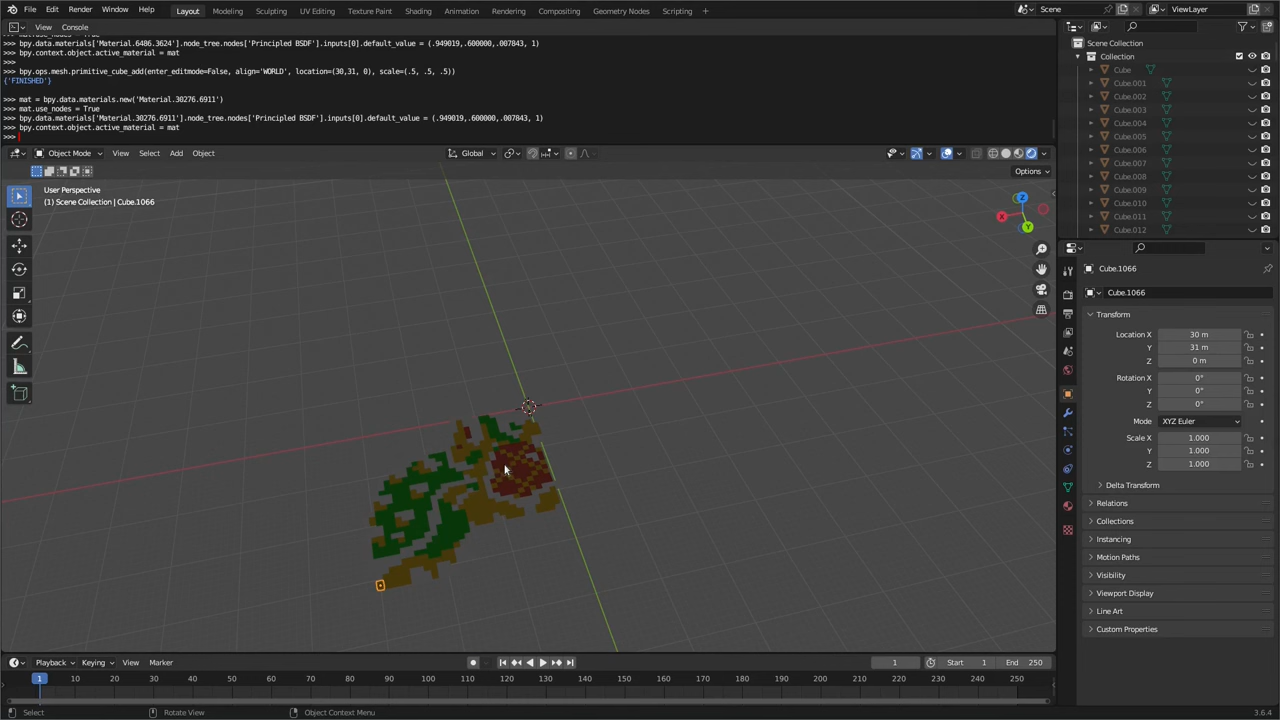 File Edit Render Window Help
Layout Modeling Sculpting UV Editing Texture Paint Shading Animation Rendering Compositing Geometry Nodes Scripting +
Scene ViewLayer
View Console
>>> bpy.data.materials['Material.6486.3624'].node_tree.nodes['Principled BSDF'].inputs[0].default_value = (.949019,.600000,.007843, 1)
>>> bpy.context.object.active_material = mat
>>>
>>> bpy.ops.mesh.primitive_cube_add(enter_editmode=False, align='WORLD', location=(30,31, 0), scale=(.5, .5, .5))
{'FINISHED'}
>>> mat = bpy.data.materials.new('Material.30276.6911')
>>> mat.use_nodes = True
>>> bpy.data.materials['Material.30276.6911'].node_tree.nodes['Principled BSDF'].inputs[0].default_value = (.949019,.600000,.007843, 1)
>>> bpy.context.object.active_material = mat
>>>
Object Mode View Select Add Object Global
Options
User Perspective
(1) Scene Collection | Cube.1066
X
Y
Z
Scene Collection
Collection
Cube
Cube.001
Cube.002
Cube.003
Cube.004
Cube.005
Cube.006
Cube.007
Cube.008
Cube.009
Cube.010
Cube.011
Cube.012
Cube.1066
Cube.1066
Transform
Location X 30 m
Y 31 m
Z 0 m
Rotation X 0°
Y 0°
Z 0°
Mode XYZ Euler
Scale X 1.000
Y 1.000
Z 1.000
Delta Transform
Relations
Collections
Instancing
Motion Paths
Visibility
Viewport Display
Line Art
Custom Properties
Playback Keying View Marker 1 Start 1 End 250
1 10 20 30 40 50 60 70 80 90 100 110 120 130 140 150 160 170 180 190 200 210 220 230 240 250
Select Rotate View Object Context Menu 3.6.4